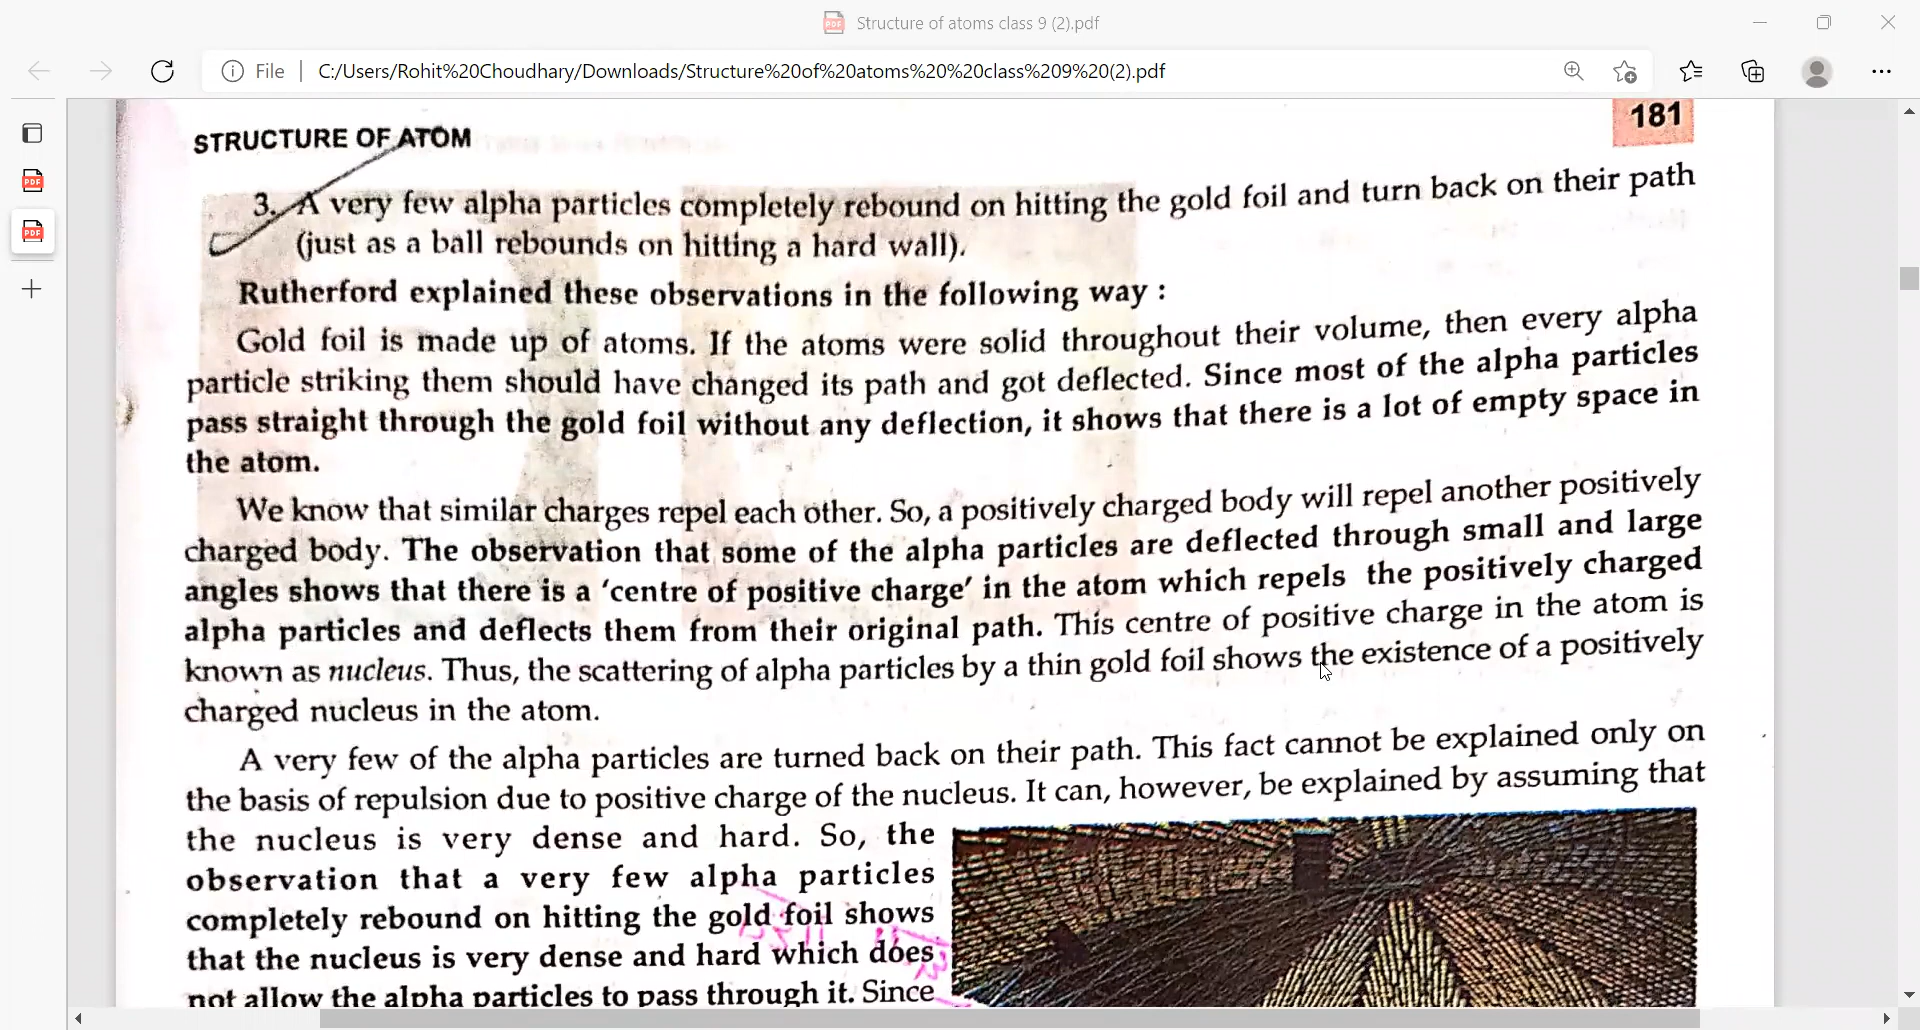 Structure of atoms class 9 (2).pdf
File
C:/Users/Rohit%20Choudhary/Downloads/Structure%20of%20atoms%20%20class%209%20(2).pdf
STRUCTURE OF ATOM
181
3. A very few alpha particles completely rebound on hitting the gold foil and turn back on their path
(just as a ball rebounds on hitting a hard wall).
Rutherford explained these observations in the following way :
Gold foil is made up of atoms. If the atoms were solid throughout their volume, then every alpha
particle striking them should have changed its path and got deflected. Since most of the alpha particles
pass straight through the gold foil without any deflection, it shows that there is a lot of empty space in
the atom.
We know that similar charges repel each other. So, a positively charged body will repel another positively
charged body. The observation that some of the alpha particles are deflected through small and large
angles shows that there is a ‘centre of positive charge’ in the atom which repels the positively charged
alpha particles and deflects them from their original path. This centre of positive charge in the atom is
known as nucleus. Thus, the scattering of alpha particles by a thin gold foil shows the existence of a positively
charged nucleus in the atom.
A very few of the alpha particles are turned back on their path. This fact cannot be explained only on
the basis of repulsion due to positive charge of the nucleus. It can, however, be explained by assuming that
the nucleus is very dense and hard. So, the
observation that a very few alpha particles
completely rebound on hitting the gold foil shows
that the nucleus is very dense and hard which does
not allow the alpha particles to pass through it. Since